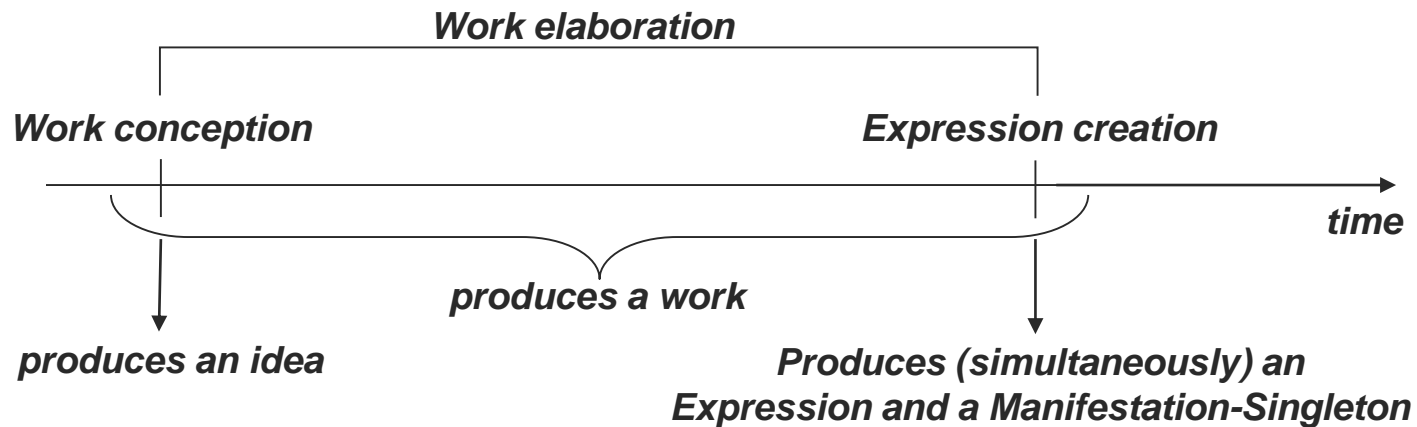 Work elaboration
Work conception
Expression creation
time
produces a work
produces an idea
Produces (simultaneously) an
Expression and a Manifestation-Singleton